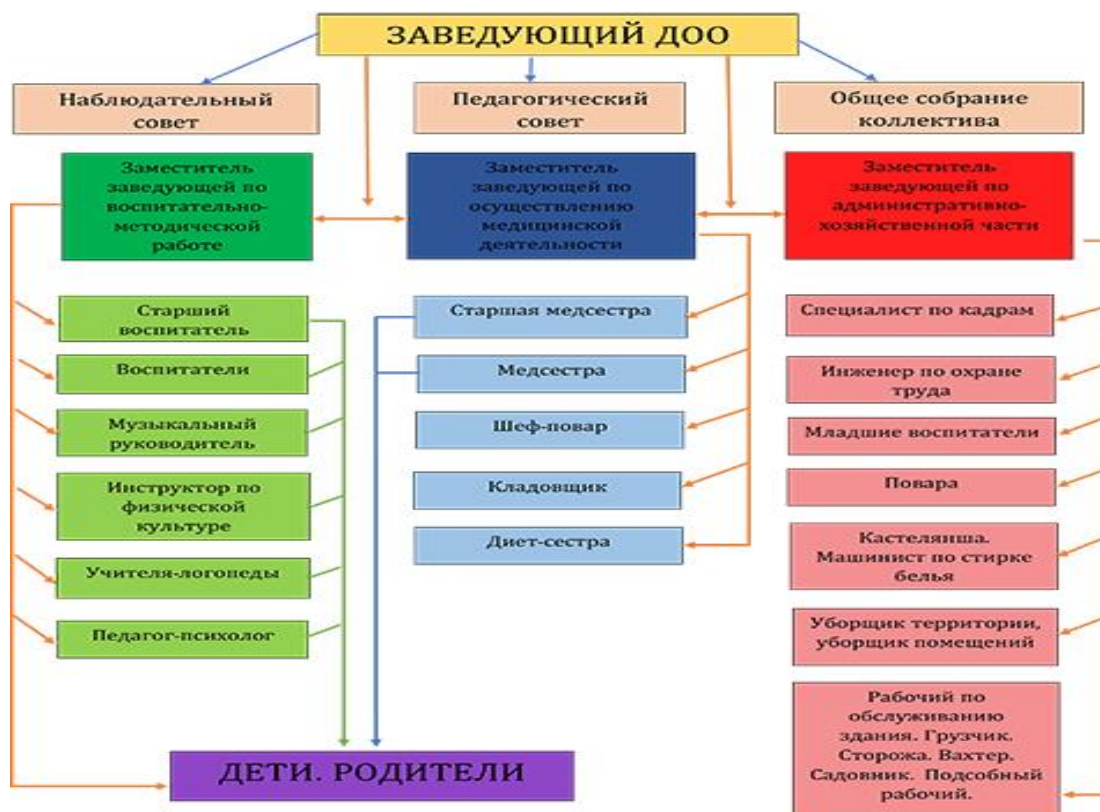 ЗАВЕДУЮЩИЙ ДОО
Наблюдательный
совет
Педагогический
совет
Общее собрание
коллектива
Заместитель
заведующей по
воспитательно-
методической
работе
Заместитель
заведующей по
осуществлению
медицинской
деятельности
Заместитель
заведующей по
административно-
хозяйственной части
Старший
воспитатель
Воспитатели
Музыкальный
руководитель
Инструктор по
физической
культуре
Учителя-логопеды
Педагог-психолог
Старшая медсестра
Медсестра
Шеф-повар
Кладовщик
Диет-сестра
Специалист по кадрам
Инженер по охране
труда
Младшие воспитатели
Повара
Кастелянша.
Машинист по стирке
белья
Уборщик территории,
уборщик помещений
Рабочий по
обслуживанию
здания. Грузчик.
Сторожа. Вахтер.
Садовник. Подсобный
рабочий.
ДЕТИ. РОДИТЕЛИ